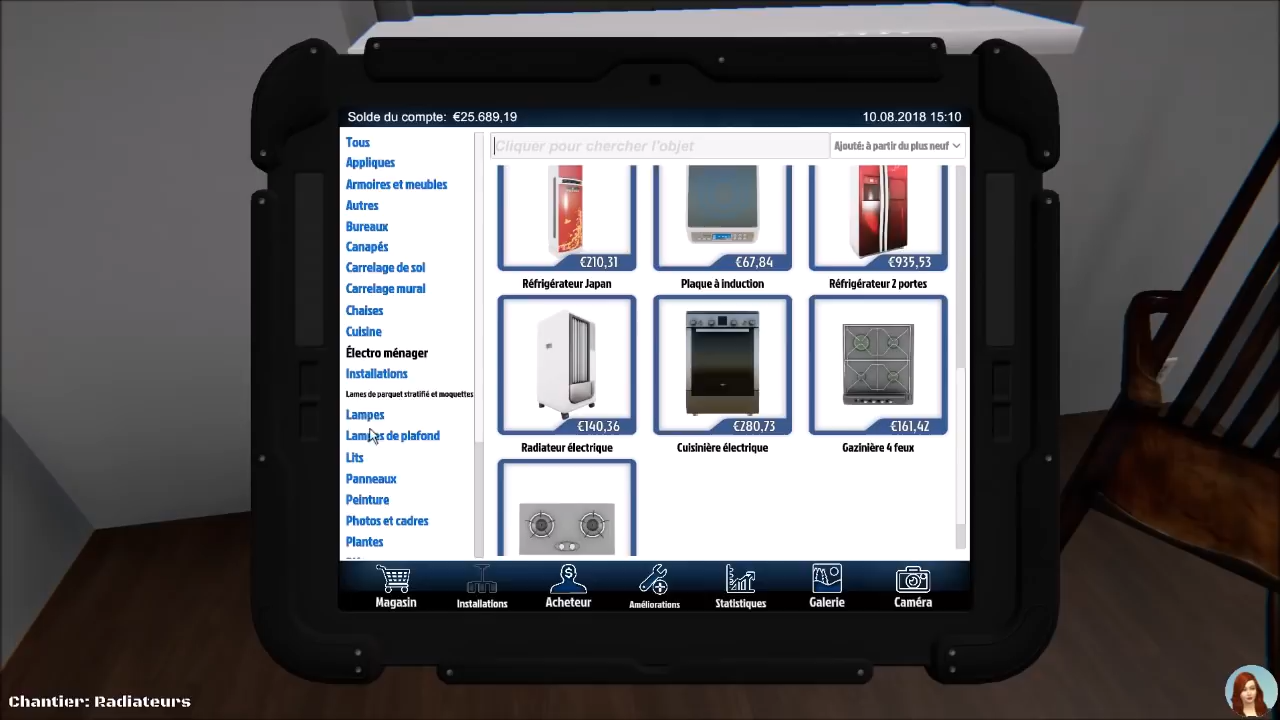 Solde du compte: €25.689,19
10.08.2018 15:10
Tous
Appliques
Armoires et meubles
Autres
Bureaux
Canapés
Carrelage de sol
Carrelage mural
Chaises
Cuisine
Électro ménager
Installations
Lames de parquet stratifié et moquettes
Lampes
Lampes de plafond
Lits
Panneaux
Peinture
Photos et cadres
Plantes
Cliquer pour chercher l'objet
Ajouté: à partir du plus neuf
€210,31
€67,84
€935,53
Réfrigérateur Japan
Plaque à induction
Réfrigérateur 2 portes
€140,36
€280,73
€161,42
Radiateur électrique
Cuisinière électrique
Gazinière 4 feux
Magasin
Installations
Acheteur
Améliorations
Statistiques
Galerie
Caméra
Chantier: Radiateurs